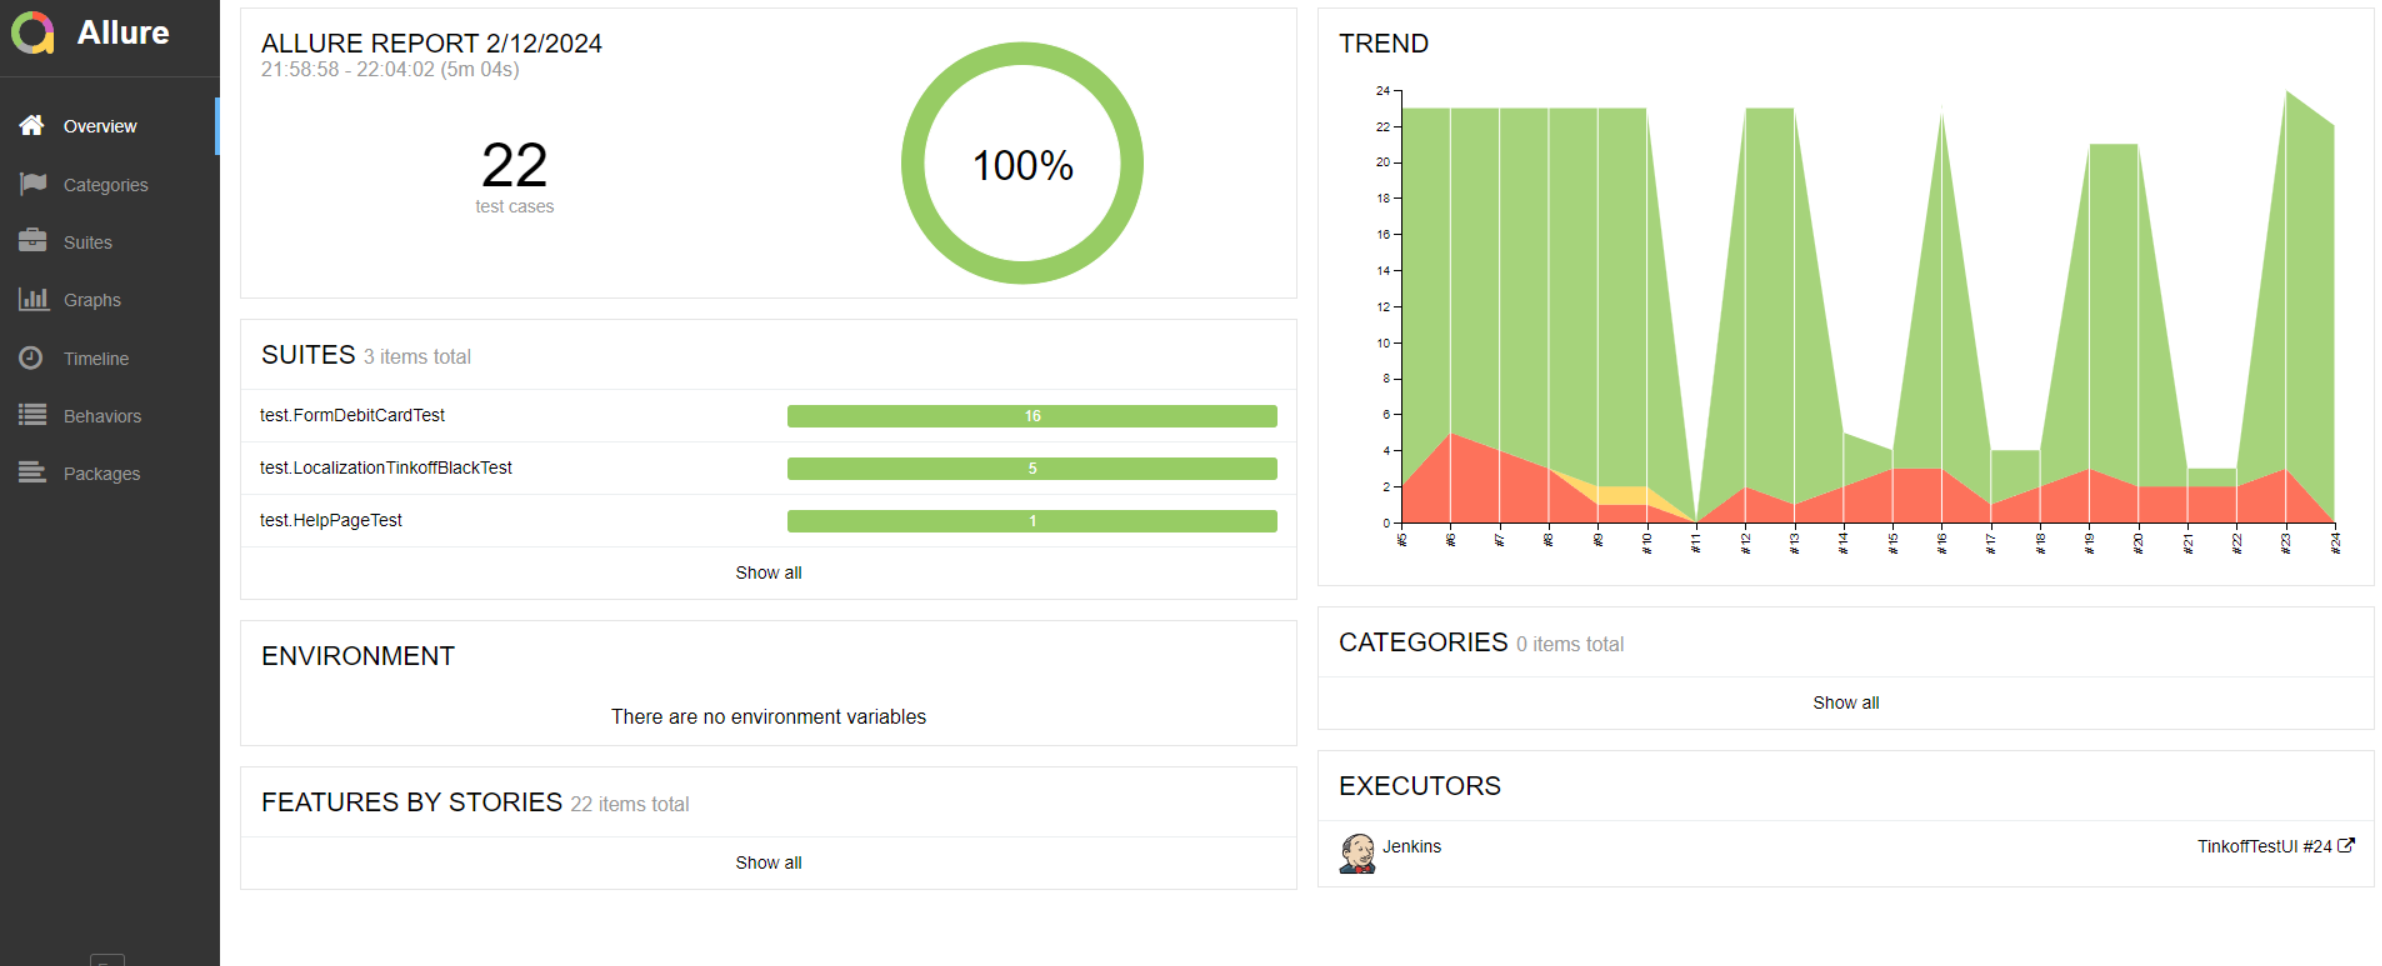 Allure
Overview
Categories
Suites
Graphs
Timeline
Behaviors
Packages
ALLURE REPORT 2/12/2024
21:58:58 - 22:04:02 (5m 04s)
22
test cases
100%
SUITES 3 items total
test.FormDebitCardTest 16
test.LocalizationTinkoffBlackTest 5
test.HelpPageTest 1
Show all
ENVIRONMENT
There are no environment variables
FEATURES BY STORIES 22 items total
Show all
TREND
24
22
20
18
16
14
12
10
8
6
4
2
0
#5 #6 #7 #8 #9 #10 #11 #12 #13 #14 #15 #16 #17 #18 #19 #20 #21 #22 #23 #24
CATEGORIES 0 items total
Show all
EXECUTORS
Jenkins TinkoffTestUI #24